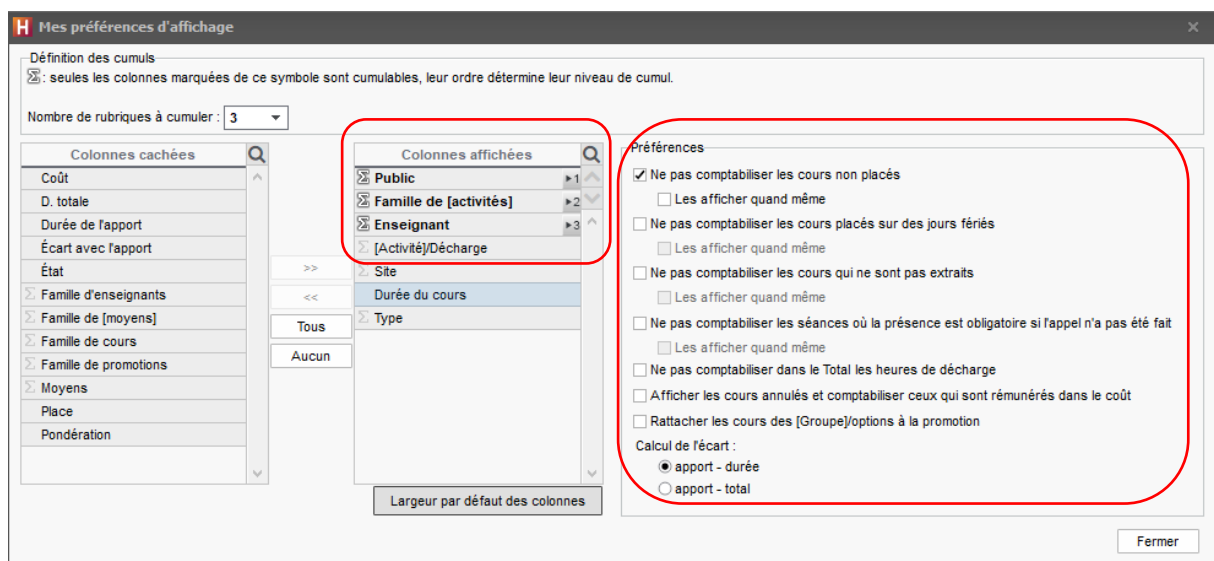 H Mes préférences d'affichage
Définition des cumuls
Σ : seules les colonnes marquées de ce symbole sont cumulables, leur ordre détermine leur niveau de cumul.
Nombre de rubriques à cumuler : 3
Colonnes cachées
Coût
D. totale
Durée de l'apport
Écart avec l'apport
État
Σ Famille d'enseignants
Σ Famille de [moyens]
Σ Famille de cours
Σ Famille de promotions
Σ Moyens
Place
Pondération
>>
<<
Tous
Aucun
Colonnes affichées
Σ Public 1
Σ Famille de [activités] 2
Σ Enseignant 3
Σ [Activité]/Décharge
Σ Site
Durée du cours
Σ Type
Largeur par défaut des colonnes
Préférences
Ne pas comptabiliser les cours non placés
Les afficher quand même
Ne pas comptabiliser les cours placés sur des jours fériés
Les afficher quand même
Ne pas comptabiliser les cours qui ne sont pas extraits
Les afficher quand même
Ne pas comptabiliser les séances où la présence est obligatoire si l'appel n'a pas été fait
Les afficher quand même
Ne pas comptabiliser dans le Total les heures de décharge
Afficher les cours annulés et comptabiliser ceux qui sont rémunérés dans le coût
Rattacher les cours des [Groupe]/options à la promotion
Calcul de l'écart :
apport - durée
apport - total
Fermer